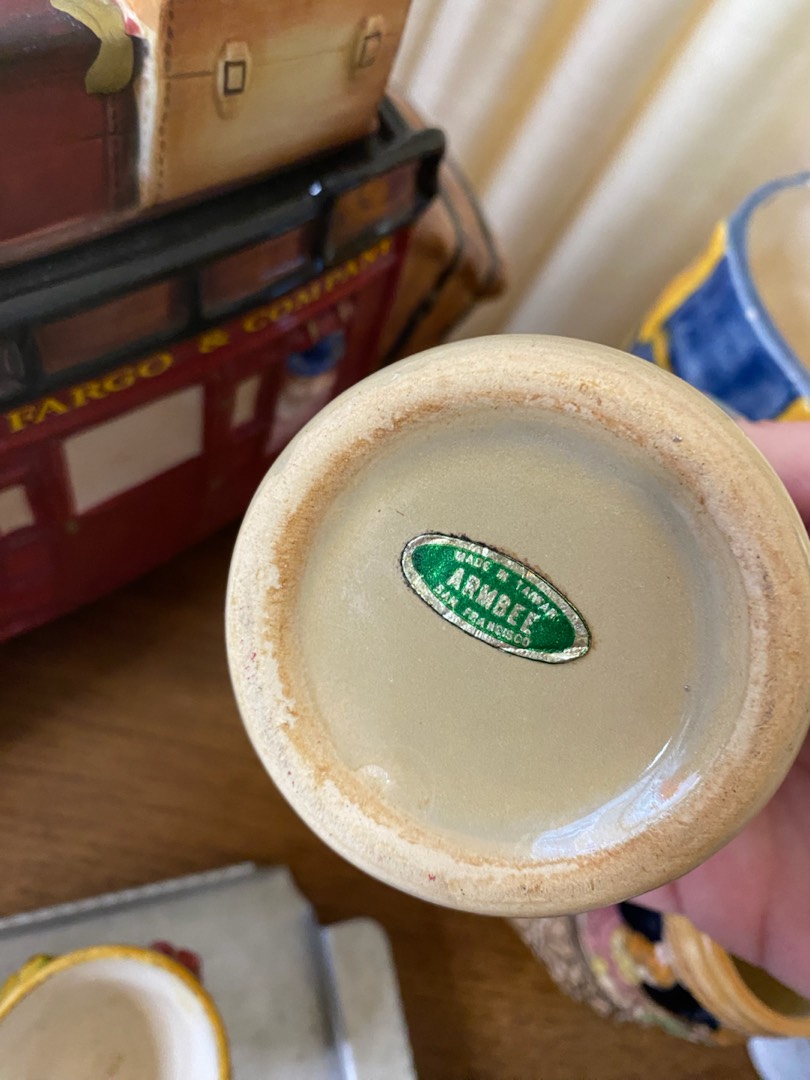 FARGO & COMPANY
MADE IN TAIWAN
ARMBEE
SAN FRANCISCO